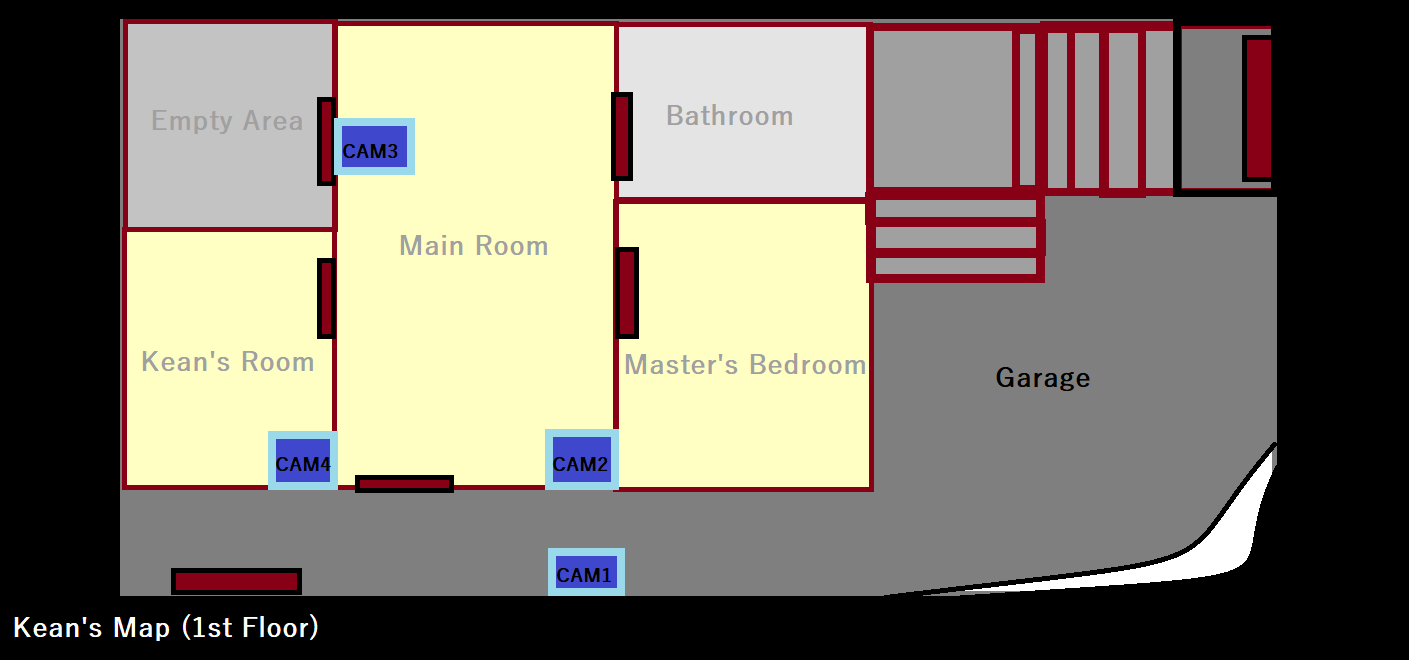 Empty Area
Bathroom
CAM3
Main Room
Kean's Room
Master's Bedroom
Garage
CAM4
CAM2
CAM1
Kean's Map (1st Floor)